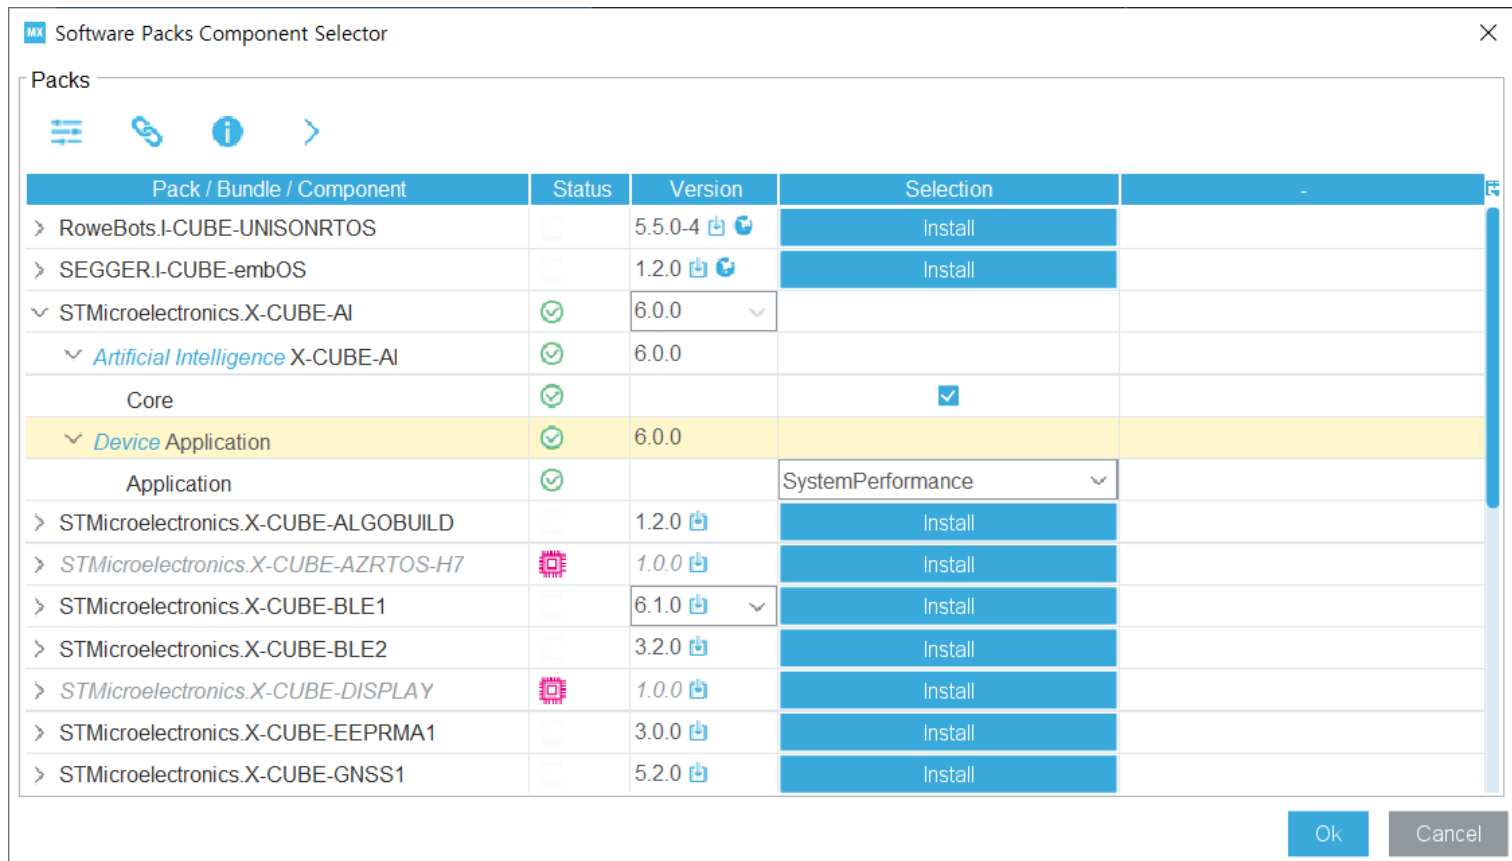 MX Software Packs Component Selector
Packs
Pack / Bundle / Component Status Version Selection -
RoweBots.I-CUBE-UNISONRTOS 5.5.0-4 Install
SEGGER.I-CUBE-embOS 1.2.0 Install
STMicroelectronics.X-CUBE-AI 6.0.0
Artificial Intelligence X-CUBE-AI 6.0.0
Core
Device Application 6.0.0
Application SystemPerformance
STMicroelectronics.X-CUBE-ALGOBUILD 1.2.0 Install
STMicroelectronics.X-CUBE-AZRTOS-H7 1.0.0 Install
STMicroelectronics.X-CUBE-BLE1 6.1.0 Install
STMicroelectronics.X-CUBE-BLE2 3.2.0 Install
STMicroelectronics.X-CUBE-DISPLAY 1.0.0 Install
STMicroelectronics.X-CUBE-EEPRMA1 3.0.0 Install
STMicroelectronics.X-CUBE-GNSS1 5.2.0 Install
Ok Cancel